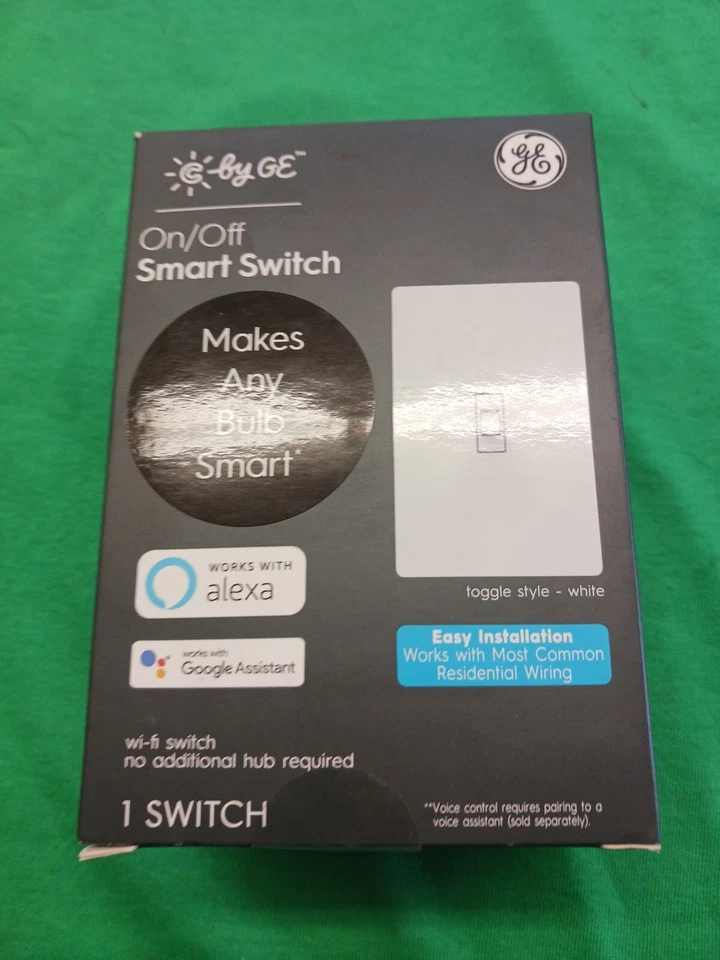 C by GE™
GE
On/Off
Smart Switch
Makes
Any
Bulb
Smart*
WORKS WITH
alexa
works with
Google Assistant
toggle style - white
Easy Installation
Works with Most Common
Residential Wiring
wi-fi switch
no additional hub required
1 SWITCH
**Voice control requires pairing to a
voice assistant (sold separately).